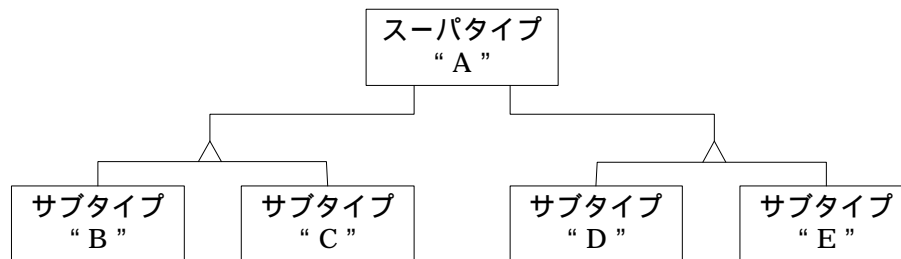 スーパタイプ
“ A ”
サブタイプ
“ B ”
サブタイプ
“ C ”
サブタイプ
“ D ”
サブタイプ
“ E ”